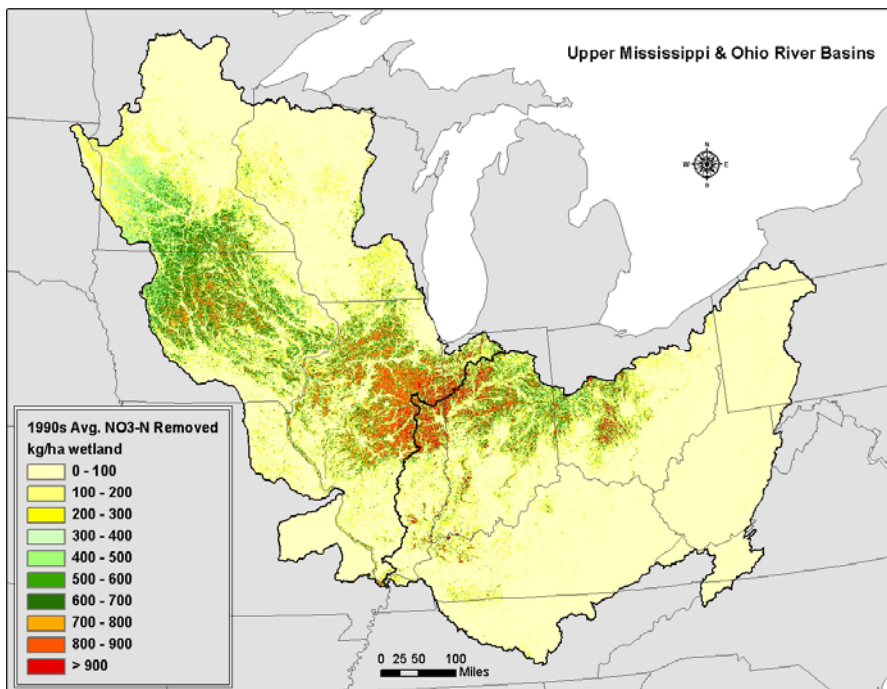 Upper Mississippi & Ohio River Basins
N
W E
S
1990s Avg. NO3-N Removed
kg/ha wetland
0 - 100
100 - 200
200 - 300
300 - 400
400 - 500
500 - 600
600 - 700
700 - 800
800 - 900
> 900
0 25 50 100
Miles